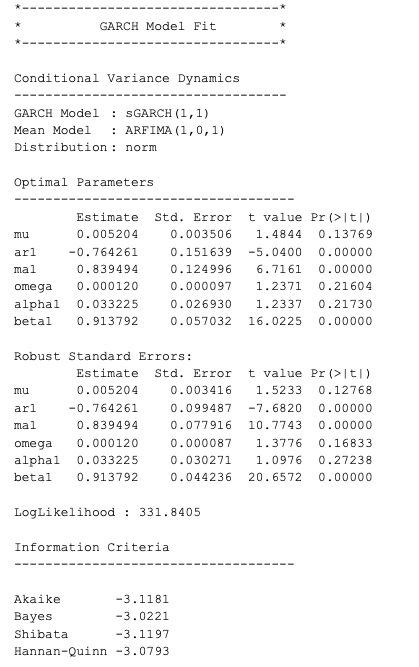 *---------------------------------*
*          GARCH Model Fit        *
*---------------------------------*
Conditional Variance Dynamics
-----------------------------------
GARCH Model : sGARCH(1,1)
Mean Model : ARFIMA(1,0,1)
Distribution : norm
Optimal Parameters
------------------------------------
Estimate Std. Error t value Pr(>|t|)
mu 0.005204 0.003506 1.4844 0.13769
ar1 -0.764261 0.151639 -5.0400 0.00000
ma1 0.839494 0.124996 6.7161 0.00000
omega 0.000120 0.000097 1.2371 0.21604
alpha1 0.033225 0.026930 1.2337 0.21730
beta1 0.913792 0.057032 16.0225 0.00000
Robust Standard Errors:
Estimate Std. Error t value Pr(>|t|)
mu 0.005204 0.003416 1.5233 0.12768
ar1 -0.764261 0.099487 -7.6820 0.00000
ma1 0.839494 0.077916 10.7743 0.00000
omega 0.000120 0.000087 1.3776 0.16833
alpha1 0.033225 0.030271 1.0976 0.27238
beta1 0.913792 0.044236 20.6572 0.00000
LogLikelihood : 331.8405
Information Criteria
------------------------------------
Akaike -3.1181
Bayes -3.0221
Shibata -3.1197
Hannan-Quinn -3.0793